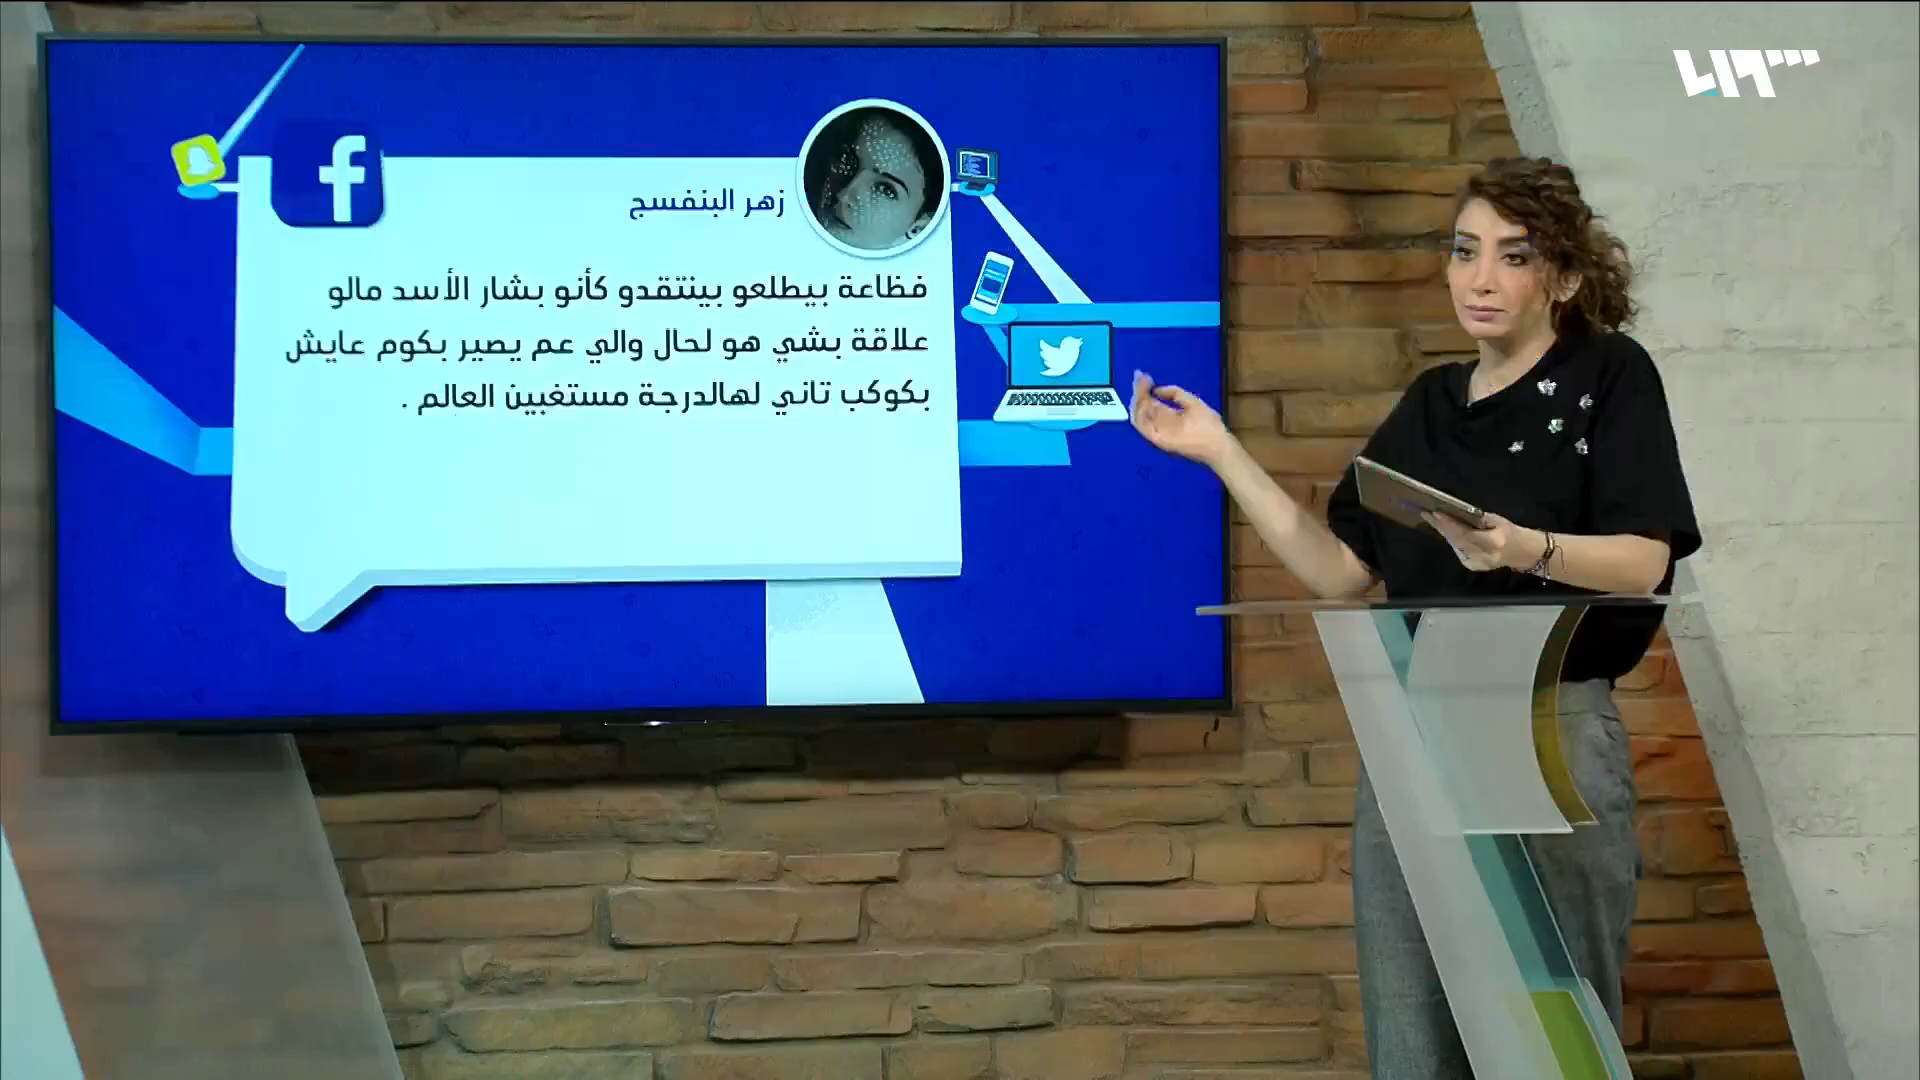 زهر البنفسج
فظاعة بيطلعو بينتقدو كأنو بشار الأسد مالو
علاقة بشي هو لحال والي عم يصير بكوم عايش
بكوكب تاني لهالدرجة مستغبين العالم .